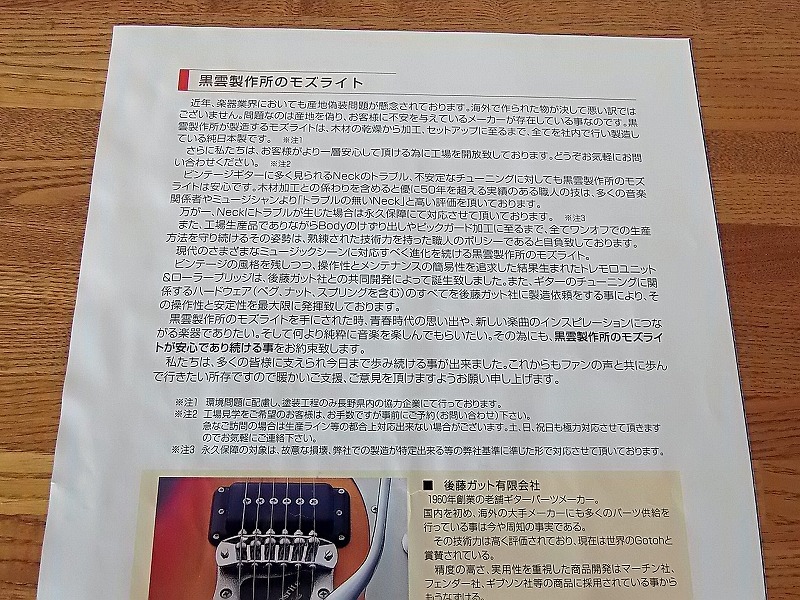 黒雲製作所のモズライト
近年、楽器業界においても産地偽装問題が懸念されております。海外で作られた物が決して悪い訳では
ございません。問題なのは産地を偽り、お客様に不安を与えているメーカーが存在している事なのです。黒
雲製作所が製造するモズライトは、木材の乾燥から加工、セットアップに至るまで、全てを社内で行い製造し
ている純日本製です。 ※注1
さらに私たちは、お客様がより一層安心して頂ける為に工場を開放致しております。どうぞお気軽にお問
い合わせください。 ※注2
ビンテージギターに多く見られるNeckのトラブル、不安定なチューニングに対しても黒雲製作所のモズ
ライトは安心です。木材加工との係わりを含めると優に50年を超える実績のある職人の技は、多くの音楽
関係者やミュージシャンより「トラブルの無いNeck」と高い評価を頂いております。
万が一、Neckにトラブルが生じた場合は永久保障にて対応させて頂いております。 ※注3
また、工場生産品でありながらBodyのけずり出しやピックガード加工に至るまで、全てワンオフでの生産
方法を守り続けるその姿勢は、熟練された技術力を持った職人のポリシーであると自負致しております。
現代のさまざまなミュージックシーンに対応すべく進化を続ける黒雲製作所のモズライト。
ビンテージの風格を残しつつ、操作性とメンテナンスの簡易性を追求した結果生まれたトレモロユニット
&ローラーブリッジは、後藤ガット社との共同開発によって誕生致しました。また、ギターのチューニングに関
係するハードウェア(ペグ、ナット、スプリングを含む)のすべてを後藤ガット社に製造依頼をする事により、そ
の操作性と安定性を最大限に発揮致しております。
黒雲製作所のモズライトを手にされた時、青春時代の思い出や、新しい楽曲のインスピレーションにつな
がる楽器でありたい。そして何より純粋に音楽を楽しんでもらいたい。その為にも、黒雲製作所のモズライ
トが安心であり続ける事をお約束致します。
私たちは、多くの皆様に支えられ今日まで歩み続ける事が出来ました。これからもファンの声と共に歩ん
で行きたい所存ですので暖かいご支援、ご意見を頂けますようお願い申し上げます。
※注1 環境問題に配慮し、塗装工程のみ長野県内の協力企業にて行っております。
※注2 工場見学をご希望のお客様は、お手数ですが事前にご予約(お問い合わせ)下さい。
急なご訪問の場合は生産ライン等の都合上対応出来ない場合がございます。土、日、祝日も極力対応させて頂きます
のでお気軽にご連絡下さい。
※注3 永久保障の対象は、故意な損壊、弊社での製造が特定出来る等の弊社基準に準じた形で対応させて頂いております。
■ 後藤ガット有限会社
1960年創業の老舗ギターパーツメーカー。
国内を初め、海外の大手メーカーにも多くのパーツ供給を
行っている事は今や周知の事実である。
その技術力は高く評価されており、現在は世界のGotohと
賞賛されている。
精度の高さ、実用性を重視した商品開発はマーチン社、
フェンダー社、ギブソン社等の商品に採用されている事から
もうなずける。